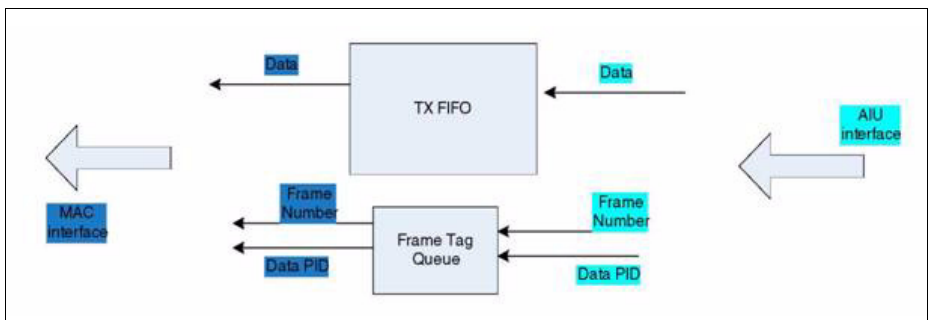 Data
Data
TX FIFO
AIU
interface
MAC
interface
Frame
Number
Frame
Number
Frame Tag
Queue
Data PID
Data PID